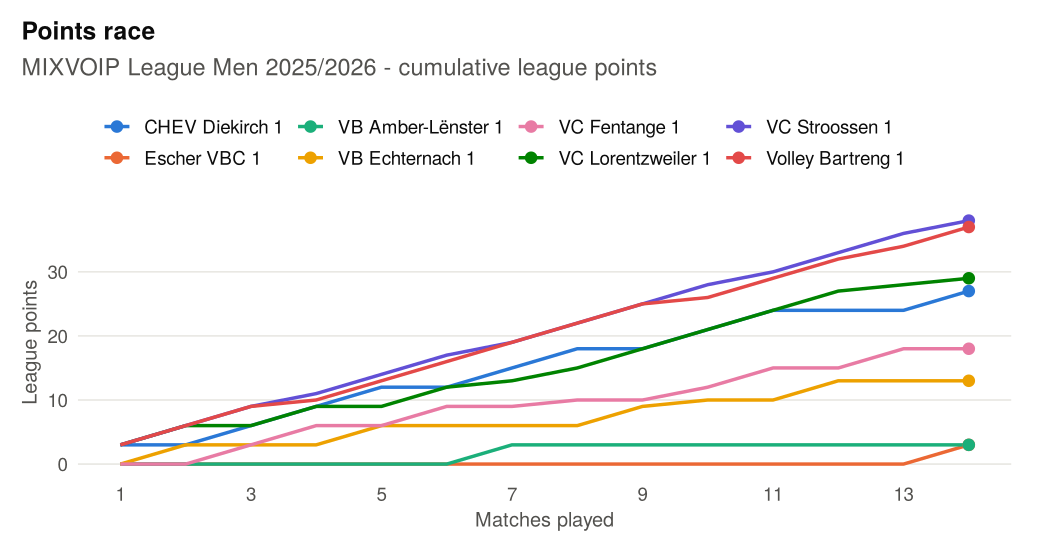 Points race
MIXVOIP League Men 2025/2026 - cumulative league points
CHEV Diekirch 1 VB Amber-Lënster 1 VC Fentange 1 VC Stroossen 1
Escher VBC 1 VB Echternach 1 VC Lorentzweiler 1 Volley Bartreng 1
League points
30
20
10
0
1 3 5 7 9 11 13
Matches played